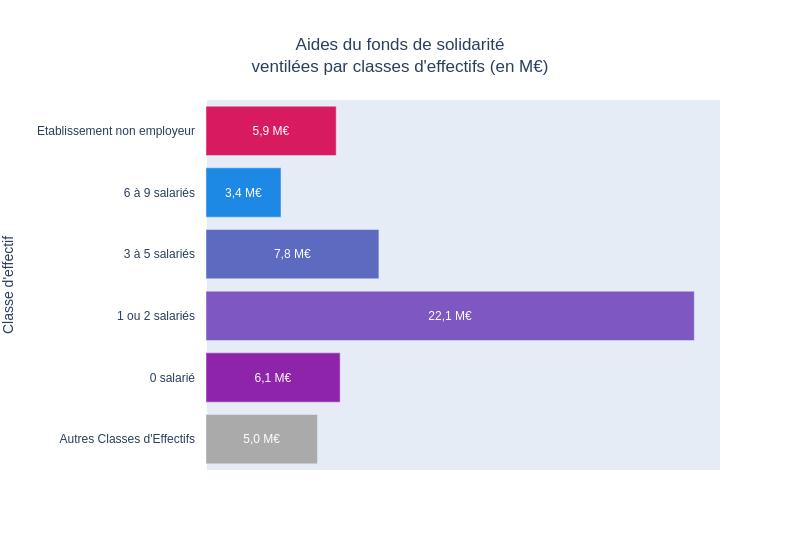 Aides du fonds de solidarité
ventilées par classes d'effectifs (en M€)
Classe d'effectif
Etablissement non employeur
5,9 M€
6 à 9 salariés
3,4 M€
3 à 5 salariés
7,8 M€
1 ou 2 salariés
22,1 M€
0 salarié
6,1 M€
Autres Classes d'Effectifs
5,0 M€